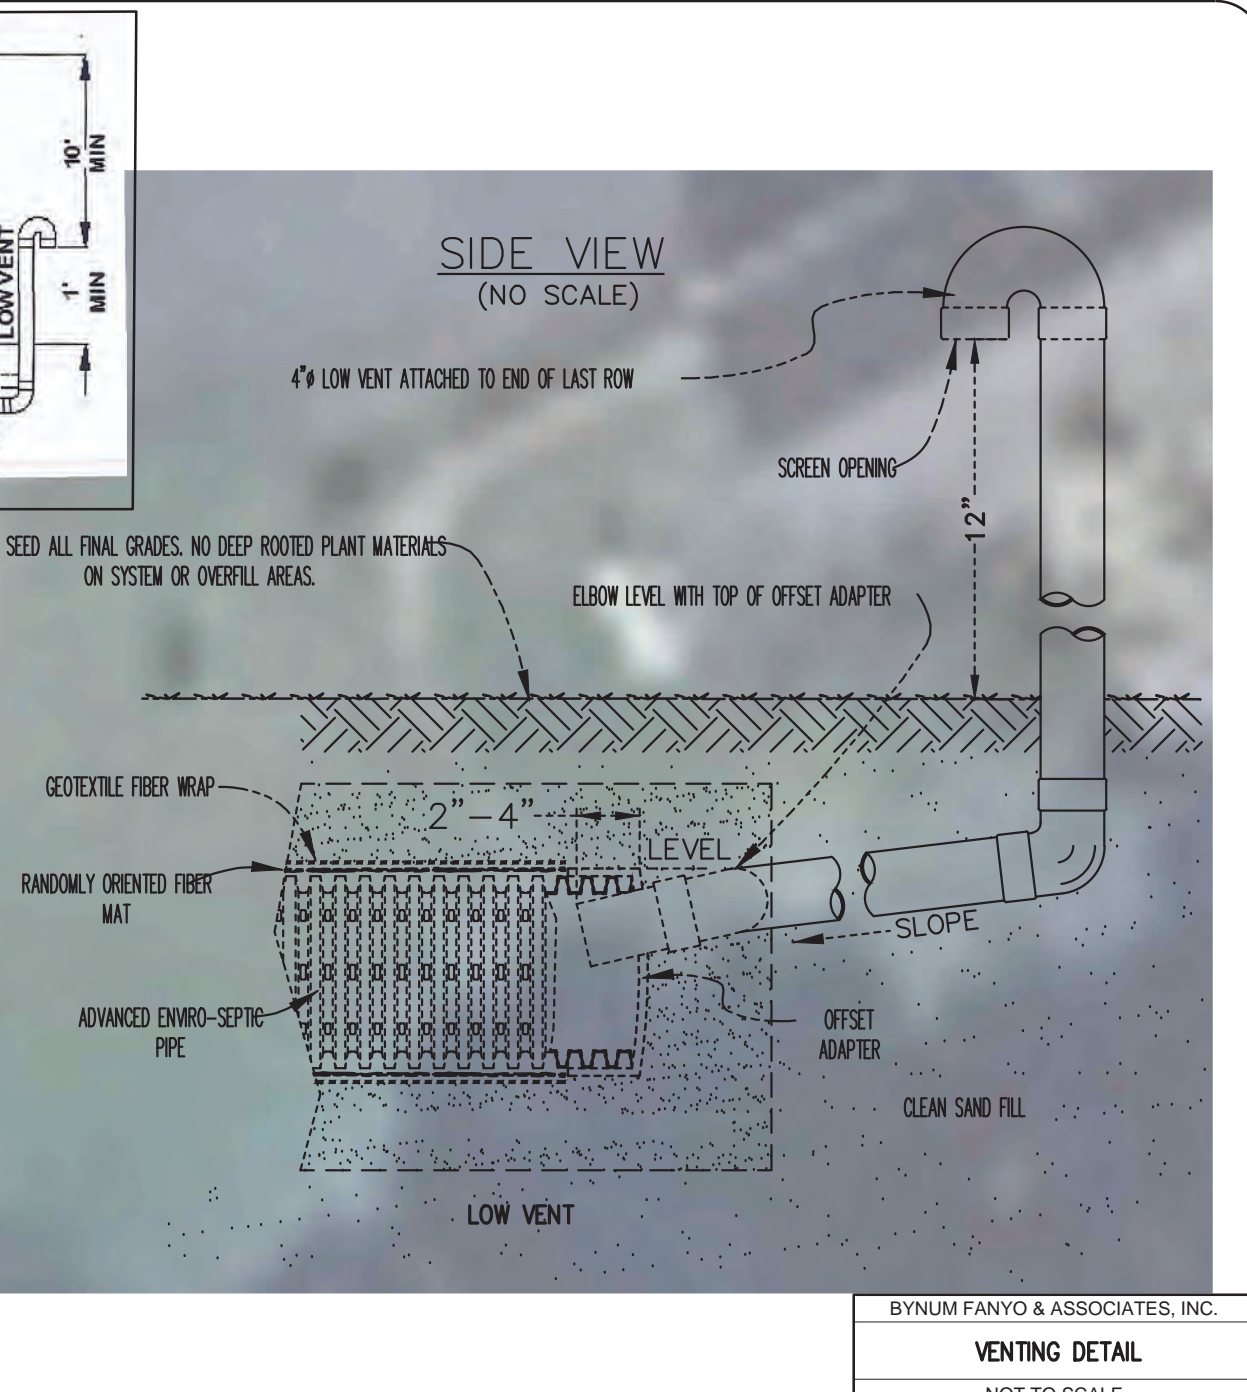 10'
MIN
LOW VENT
1'
MIN
SIDE VIEW
(NO SCALE)
4"ø LOW VENT ATTACHED TO END OF LAST ROW
SCREEN OPENING
12"
SEED ALL FINAL GRADES. NO DEEP ROOTED PLANT MATERIALS
ON SYSTEM OR OVERFILL AREAS.
ELBOW LEVEL WITH TOP OF OFFSET ADAPTER
GEOTEXTILE FIBER WRAP
2"-4"
LEVEL
RANDOMLY ORIENTED FIBER
MAT
SLOPE
ADVANCED ENVIRO-SEPTIC
PIPE
OFFSET
ADAPTER
CLEAN SAND FILL
LOW VENT
BYNUM FANYO & ASSOCIATES, INC.
VENTING DETAIL
NOT TO SCALE